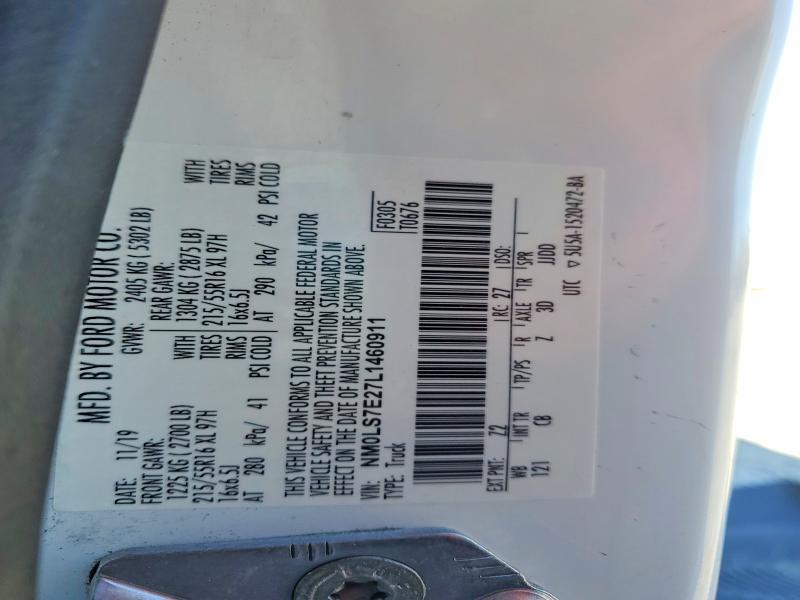 MFD. BY FORD MOTOR CO.
DATE: 11/19 GVWR: 2405 KG ( 5302 LB)
FRONT GAWR: REAR GAWR:
1225 KG ( 2700 LB) WITH 1304 KG ( 2875 LB) WITH
215/55R16 XL 97H TIRES 215/55R16 XL 97H TIRES
16x6.5J RIMS 16x6.5J RIMS
AT 280 kPa/ 41 PSI COLD AT 290 kPa/ 42 PSI COLD
THIS VEHICLE CONFORMS TO ALL APPLICABLE FEDERAL MOTOR
VEHICLE SAFETY AND THEFT PREVENTION STANDARDS IN
EFFECT ON THE DATE OF MANUFACTURE SHOWN ABOVE.
VIN: NM0LS7E27L1460911
TYPE: Truck
F0305
T0676
EXT PNT: Z2 RC: 27 DSO:
WB INT TR TP/PS R AXLE TR SPR
121 CB Z 3D JJDD
UTC ▽ 5U5A-1520472-BA